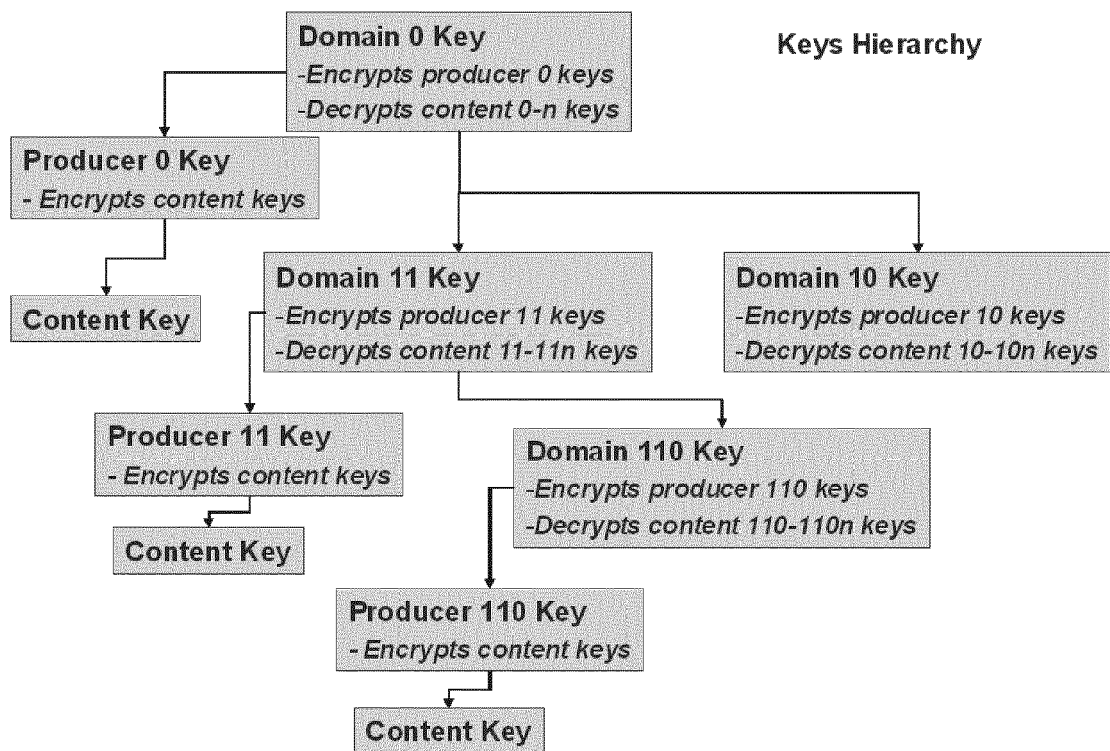 Keys Hierarchy
Domain 0 Key
-Encrypts producer 0 keys
-Decrypts content 0-n keys
Producer 0 Key
- Encrypts content keys
Content Key
Domain 11 Key
-Encrypts producer 11 keys
-Decrypts content 11-11n keys
Domain 10 Key
-Encrypts producer 10 keys
-Decrypts content 10-10n keys
Producer 11 Key
- Encrypts content keys
Content Key
Domain 110 Key
-Encrypts producer 110 keys
-Decrypts content 110-110n keys
Producer 110 Key
- Encrypts content keys
Content Key